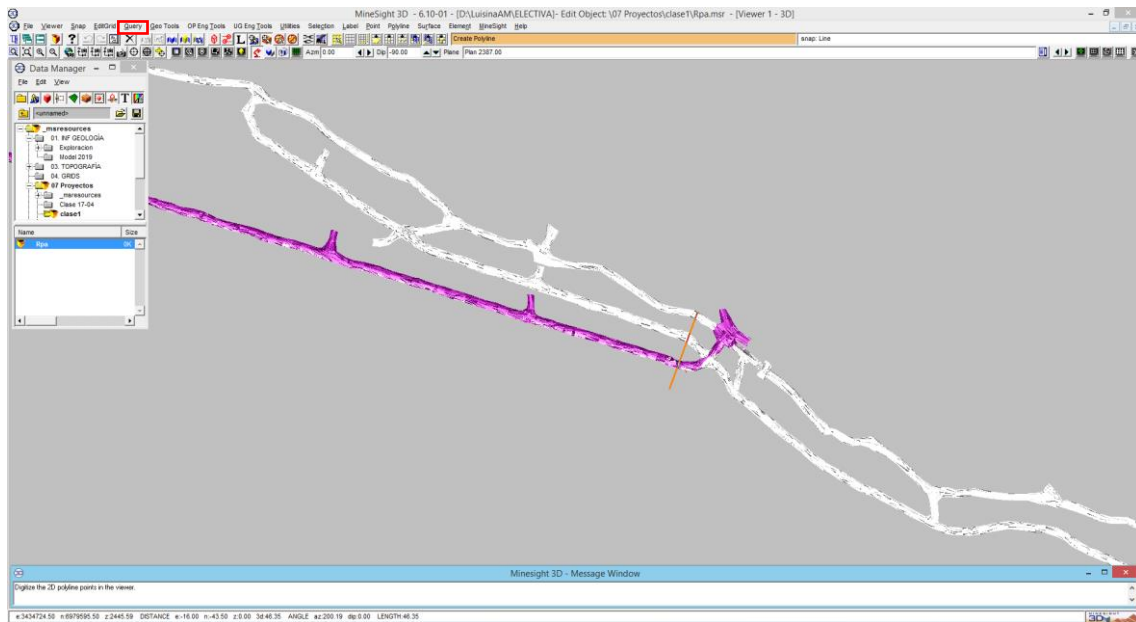 MineSight 3D - 6.10-01 - [D:\LuisinaAM\ELECTIVA]- Edit Object: \07 Proyectos\clase1\Rpa.msr - [Viewer 1 - 3D]
File Viewer Snap EditGrid Query Geo Tools OP Eng Tools UG Eng Tools Utilities Selection Label Point Polyline Surface Element MineSight Help
Create Polyline snap: Line
Azm 0.00 Dip -90.00 Plane Plan 2387.00
Data Manager
File Edit View
<unnamed>
_msresources
01. INF GEOLOGÍA
Exploracion
Model 2019
03. TOPOGRAFÍA
04. GRIDS
07 Proyectos
_msresources
Clase 17-04
clase1
Name Size
Rpa 0K
Minesight 3D - Message Window
Digitize the 2D polyline points in the viewer.
e:3434724.50 n:6979595.50 z:2445.59 DISTANCE e:-16.00 n:-43.50 z:0.00 3d:46.35 ANGLE az:200.19 dip:0.00 LENGTH:46.35
3D